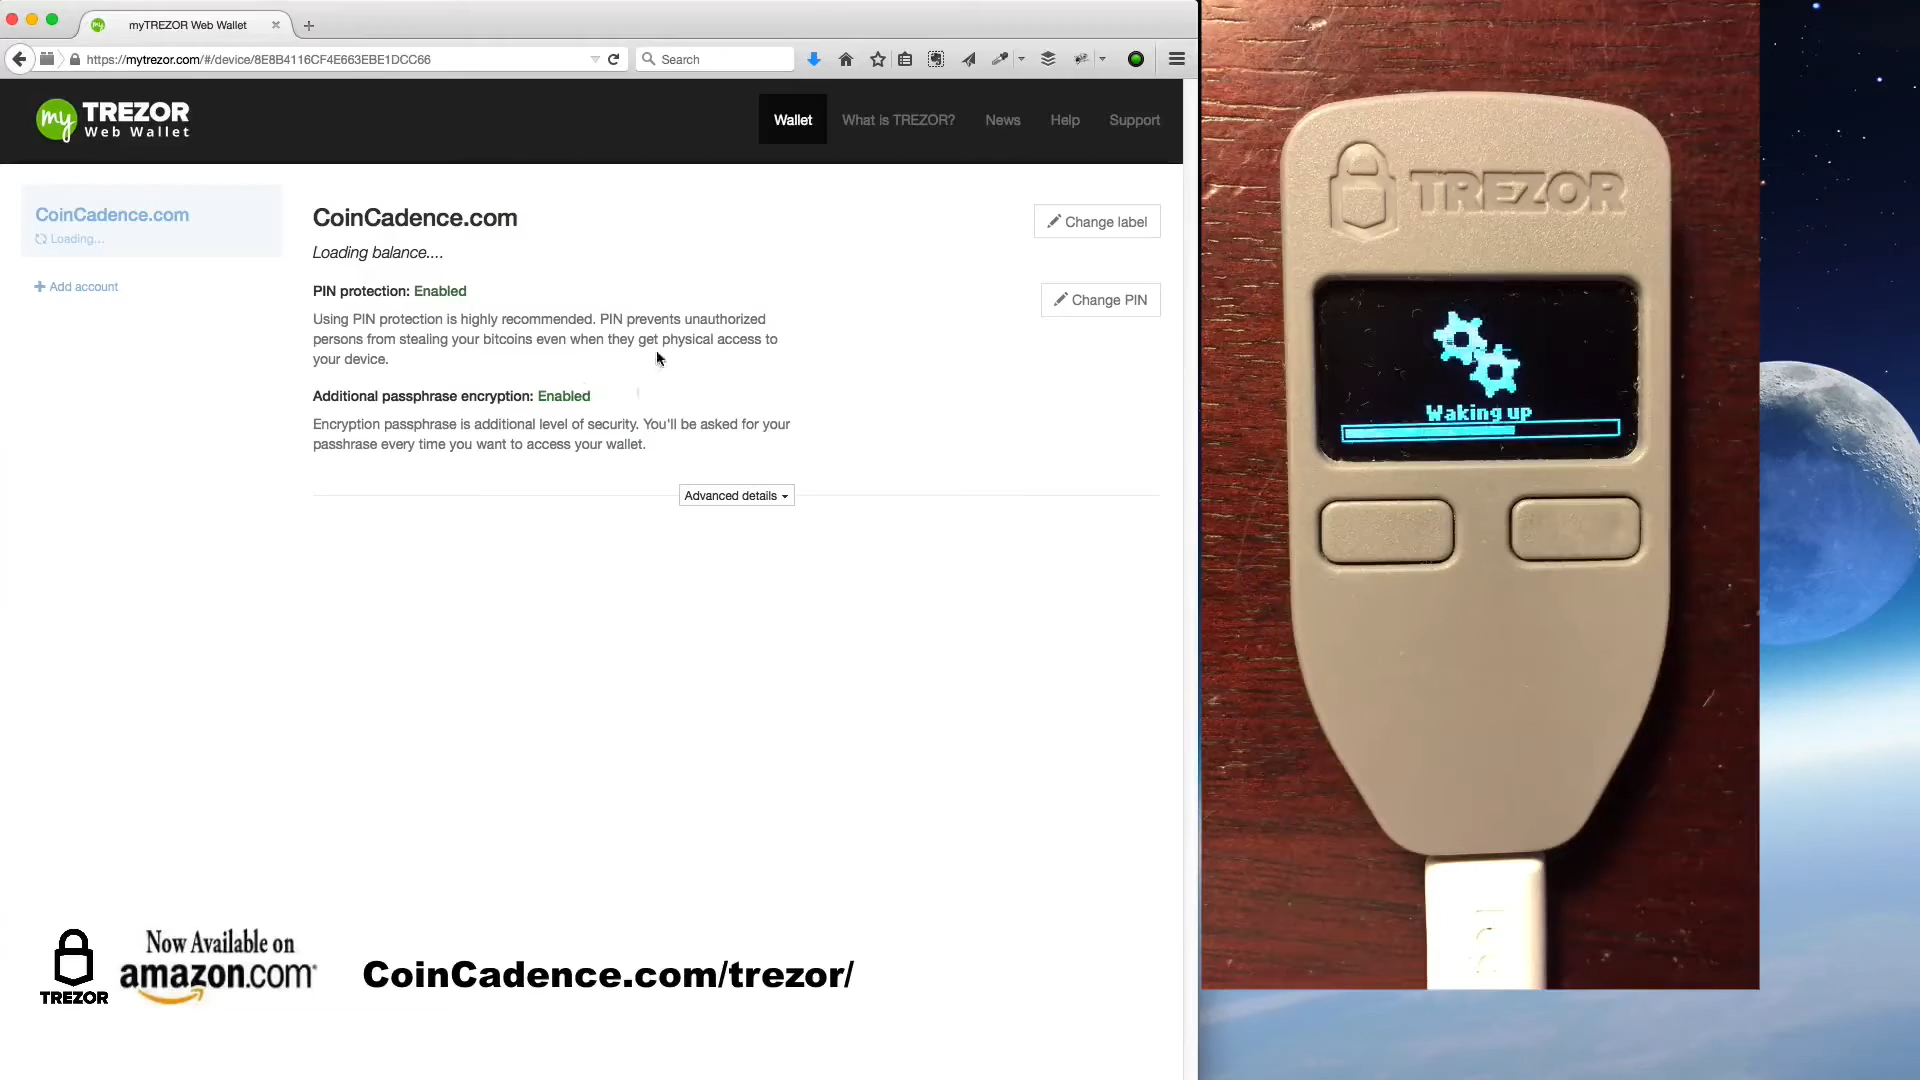 myTREZOR Web Wallet
https://mytrezor.com/#/device/8E8B4116CF4E663EBE1DCC66
Search
my TREZOR
Web Wallet
Wallet
What is TREZOR?
News
Help
Support
CoinCadence.com
Loading...
Add account
CoinCadence.com
Change label
Loading balance....
PIN protection: Enabled
Change PIN
Using PIN protection is highly recommended. PIN prevents unauthorized
persons from stealing your bitcoins even when they get physical access to
your device.
Additional passphrase encryption: Enabled
Encryption passphrase is additional level of security. You'll be asked for your
passhrase every time you want to access your wallet.
Advanced details
TREZOR
Now Available on
amazon.com
CoinCadence.com/trezor/
TREZOR
Waking up